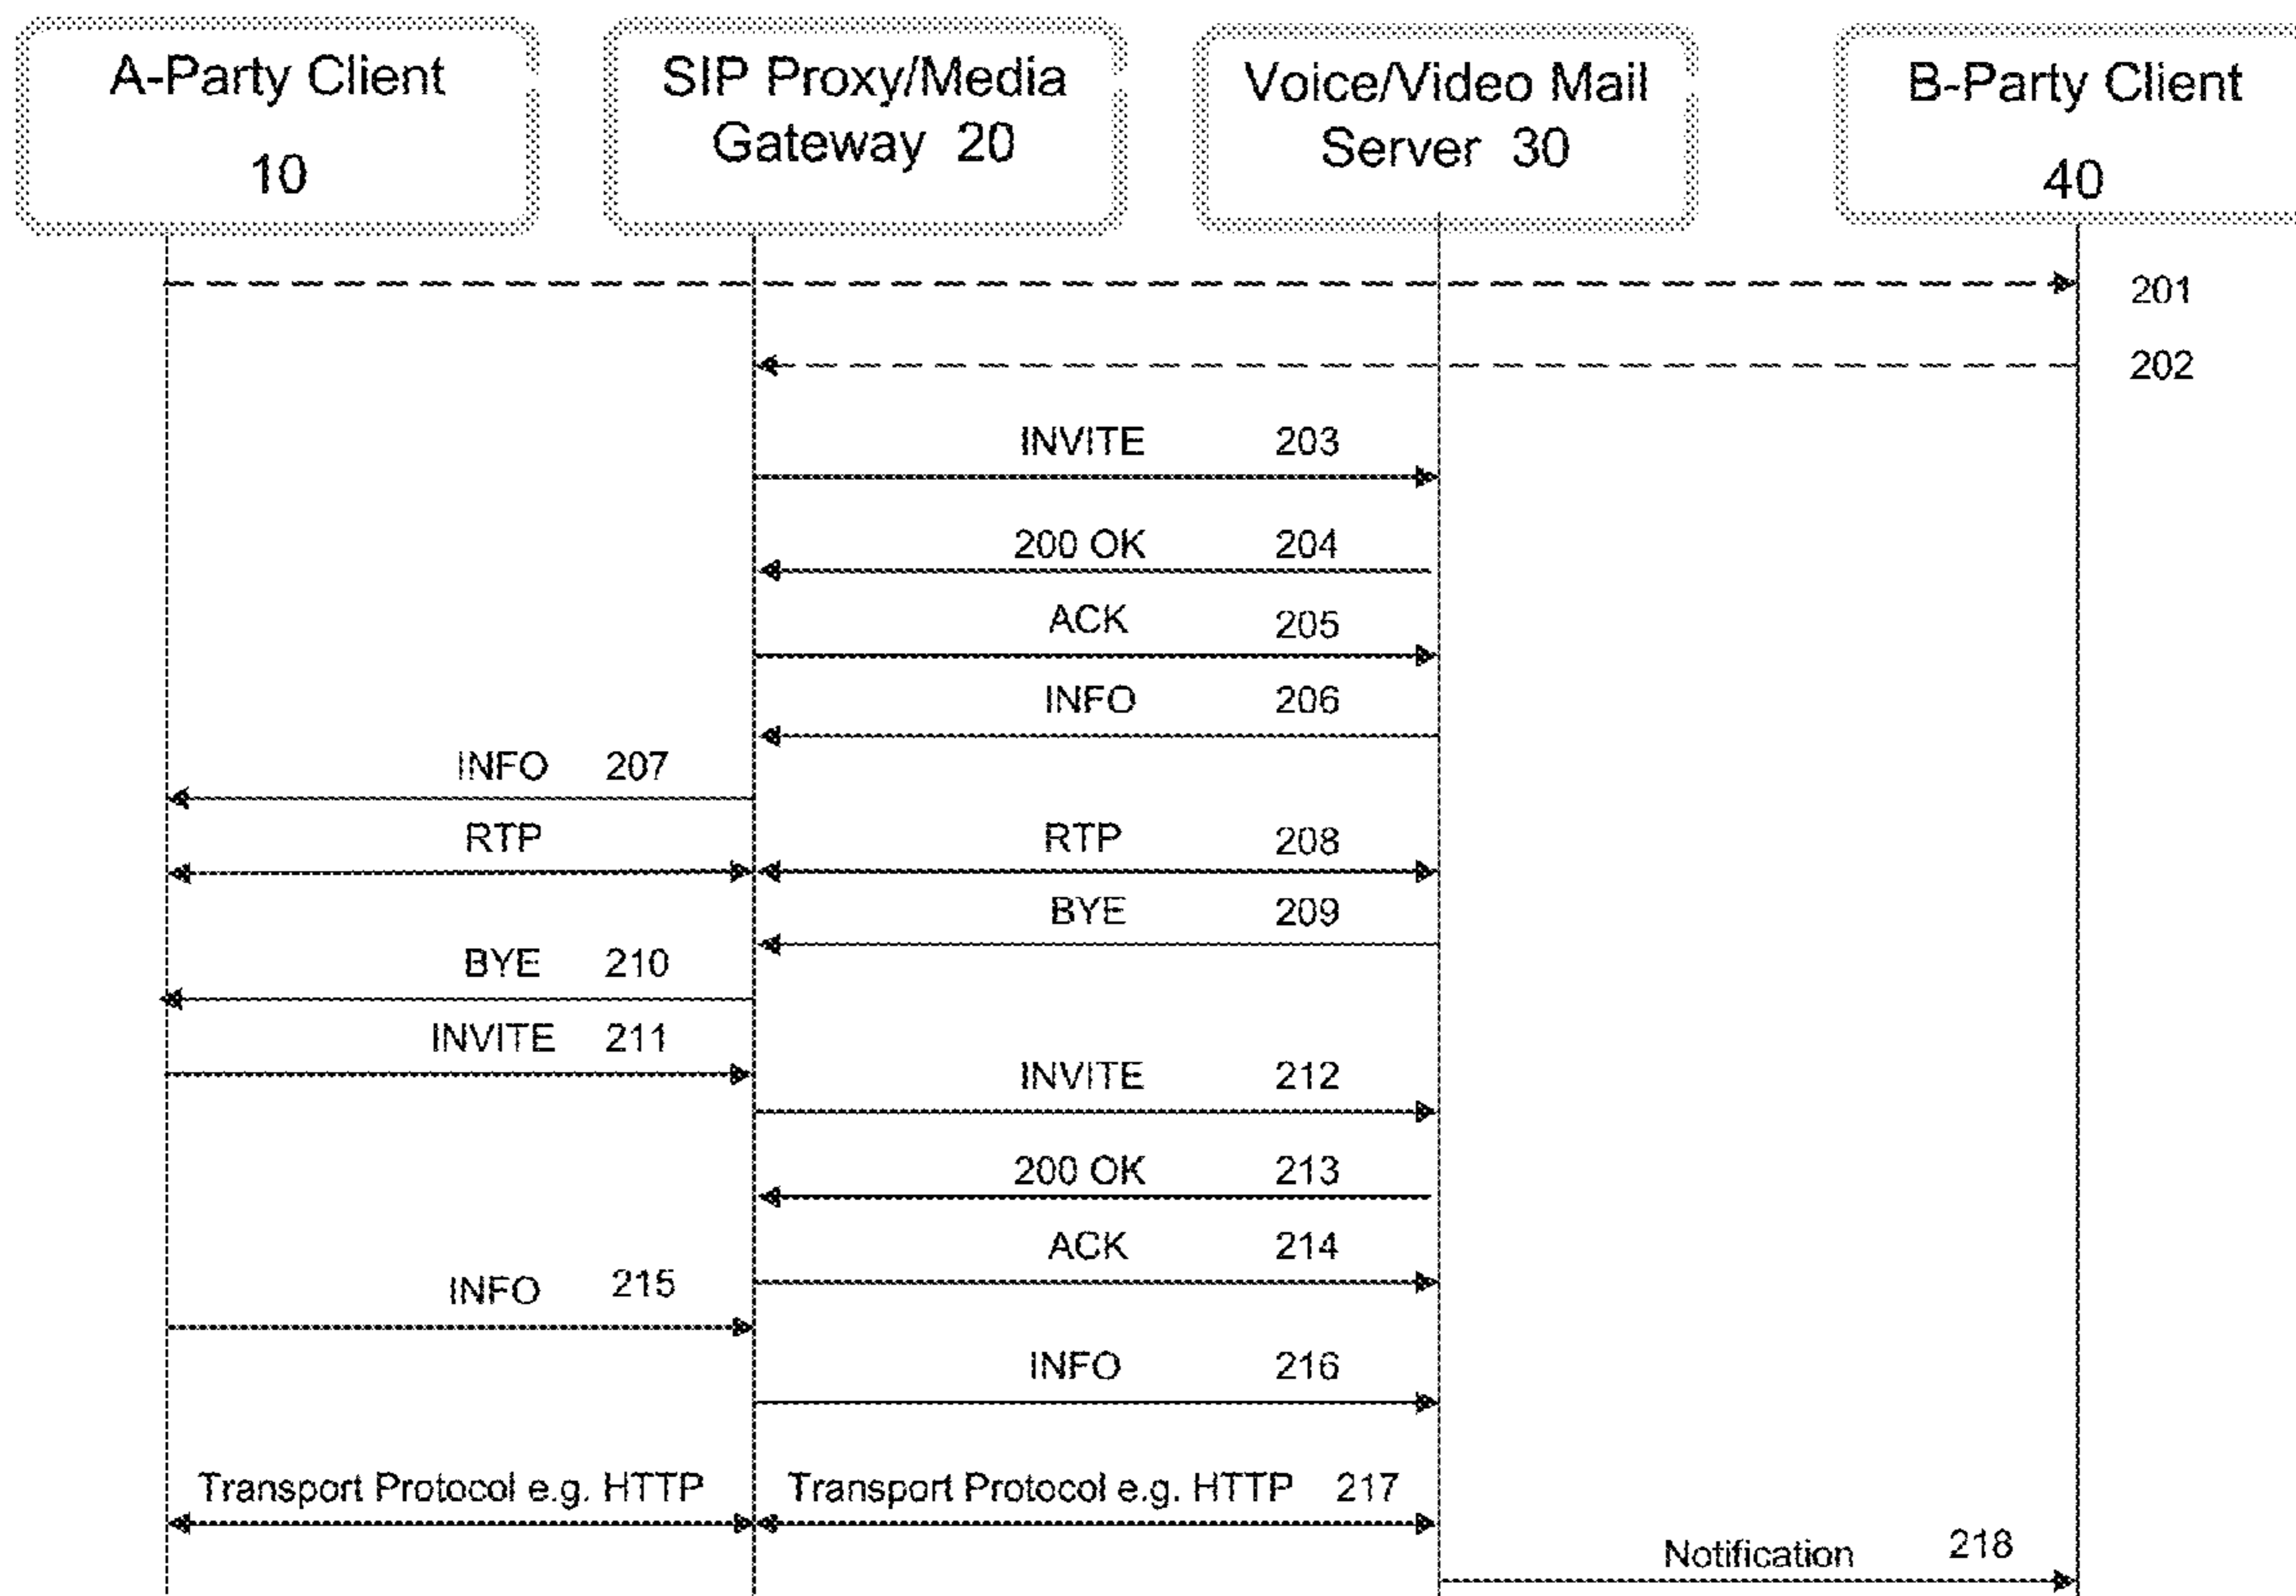 A-Party Client
10
SIP Proxy/Media
Gateway 20
Voice/Video Mail
Server 30
B-Party Client
40
201
202
INVITE 203
200 OK 204
ACK 205
INFO 206
INFO 207
RTP RTP 208
BYE 209
BYE 210
INVITE 211
INVITE 212
200 OK 213
ACK 214
INFO 215
INFO 216
Transport Protocol e.g. HTTP Transport Protocol e.g. HTTP 217
Notification 218